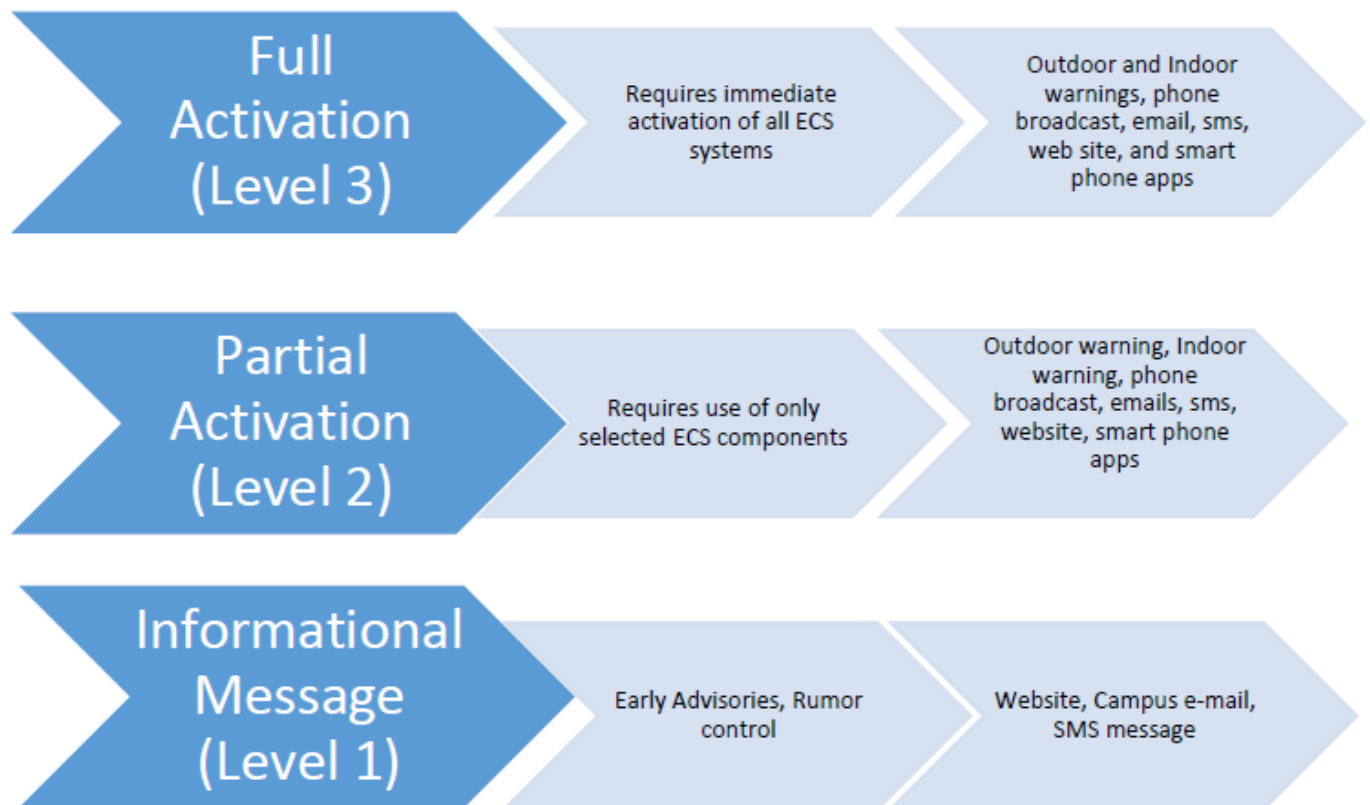 Full
Activation
(Level 3)
Requires immediate
activation of all ECS
systems
Outdoor and Indoor
warnings, phone
broadcast, email, sms,
web site, and smart
phone apps
Partial
Activation
(Level 2)
Requires use of only
selected ECS components
Outdoor warning, Indoor
warning, phone
broadcast, emails, sms,
website, smart phone
apps
Informational
Message
(Level 1)
Early Advisories, Rumor
control
Website, Campus e-mail,
SMS message